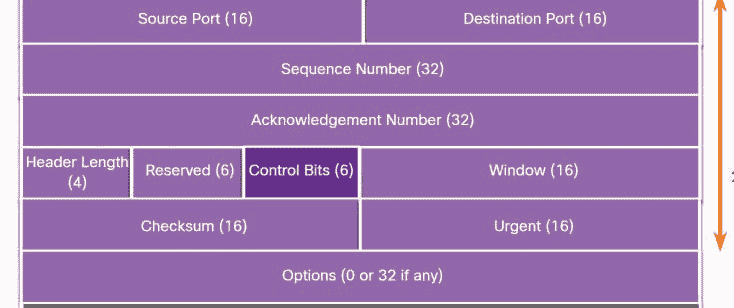 Source Port (16)
Destination Port (16)
Sequence Number (32)
Acknowledgement Number (32)
Header Length
(4)
Reserved (6)
Control Bits (6)
Window (16)
Checksum (16)
Urgent (16)
Options (0 or 32 if any)